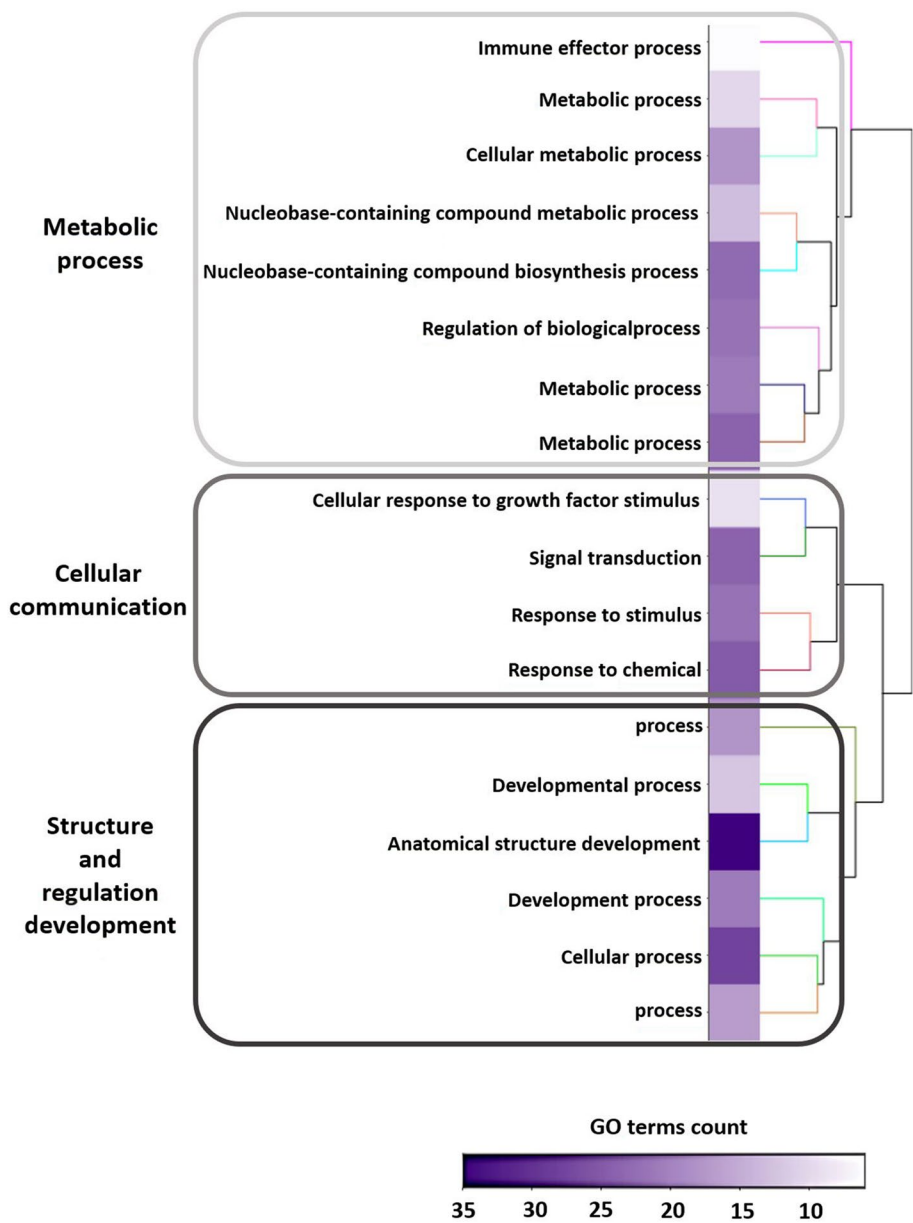 Immune effector process
Metabolic process
Cellular metabolic process
Nucleobase-containing compound metabolic process
Nucleobase-containing compound biosynthesis process
Regulation of biologicalprocess
Metabolic process
Metabolic process
Metabolic
process
Cellular response to growth factor stimulus
Signal transduction
Response to stimulus
Response to chemical
Cellular
communication
process
Developmental process
Anatomical structure development
Development process
Cellular process
process
Structure
and
regulation
development
GO terms count
35 30 25 20 15 10